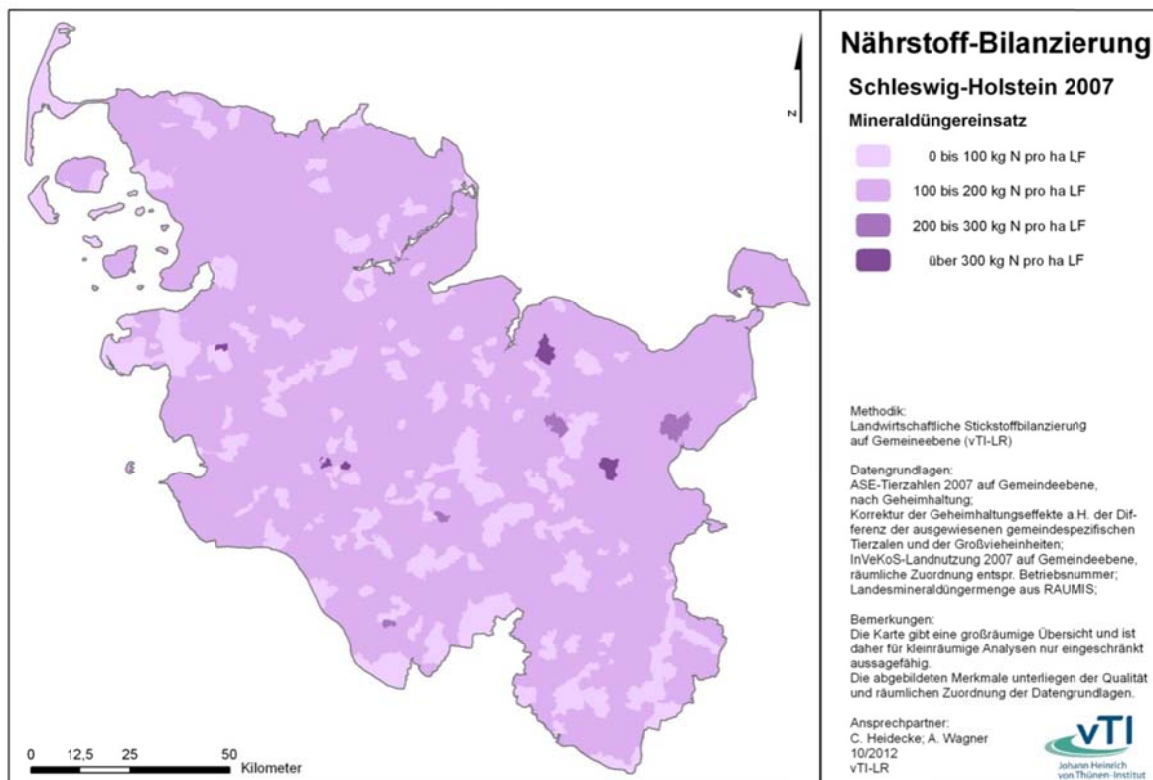 Nährstoff-Bilanzierung
Schleswig-Holstein 2007
Mineraldüngereinsatz
0 bis 100 kg N pro ha LF
100 bis 200 kg N pro ha LF
200 bis 300 kg N pro ha LF
über 300 kg N pro ha LF
N
Methodik:
Landwirtschaftliche Stickstoffbilanzierung
auf Gemeineebene (vTI-LR)
Datengrundlagen:
ASE-Tierzahlen 2007 auf Gemeindeebene,
nach Geheimhaltung;
Korrektur der Geheimhaltungseffekte a.H. der Dif-
ferenz der ausgewiesenen gemeindespezifischen
Tierzalen und der Großvieheinheiten;
InVeKoS-Landnutzung 2007 auf Gemeindeebene,
räumliche Zuordnung entspr. Betriebsnummer;
Landesmineraldüngermenge aus RAUMIS;
Bemerkungen:
Die Karte gibt eine großräumige Übersicht und ist
daher für kleinräumige Analysen nur eingeschränkt
aussagefähig.
Die abgebildeten Merkmale unterliegen der Qualität
und räumlichen Zuordnung der Datengrundlagen.
Ansprechpartner:
C. Heidecke; A. Wagner
10/2012
vTI-LR
vTI
Johann Heinrich
von Thünen-Institut
0 12,5 25 50
Kilometer